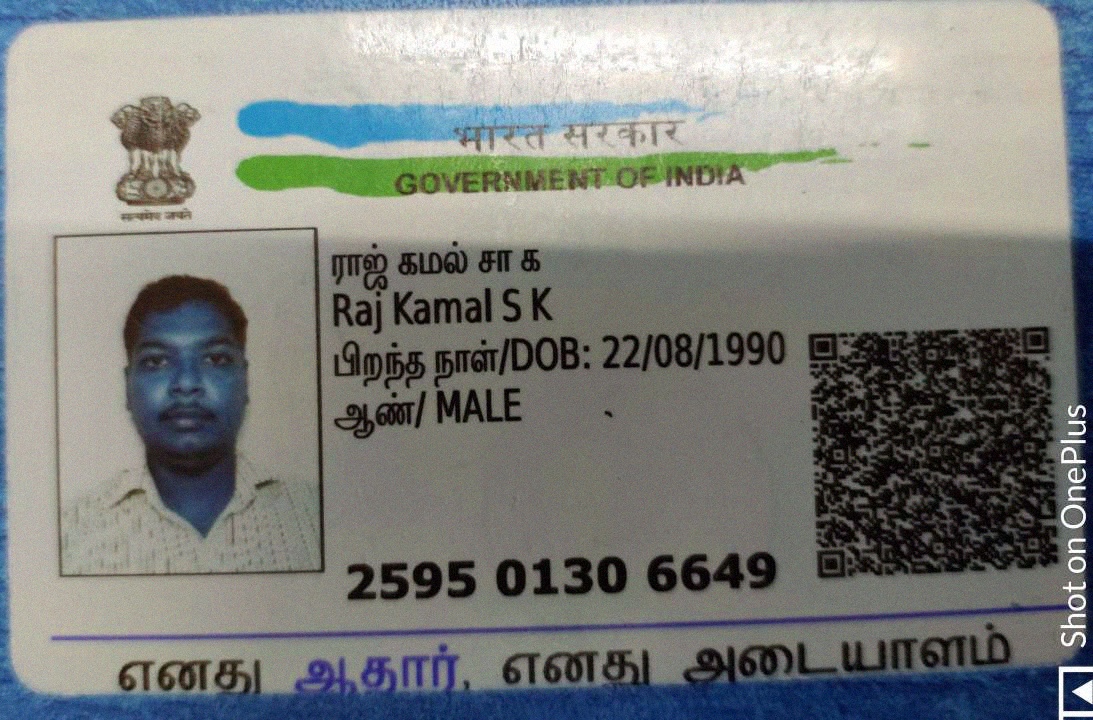 भारत सरकार
GOVERNMENT OF INDIA
सत्यमेव जयते
ராஜ் கமல் சா க
Raj Kamal S K
பிறந்த நாள்/DOB: 22/08/1990
ஆண்/ MALE
2595 0130 6649
எனது ஆதார், எனது அடையாளம்
Shot on OnePlus